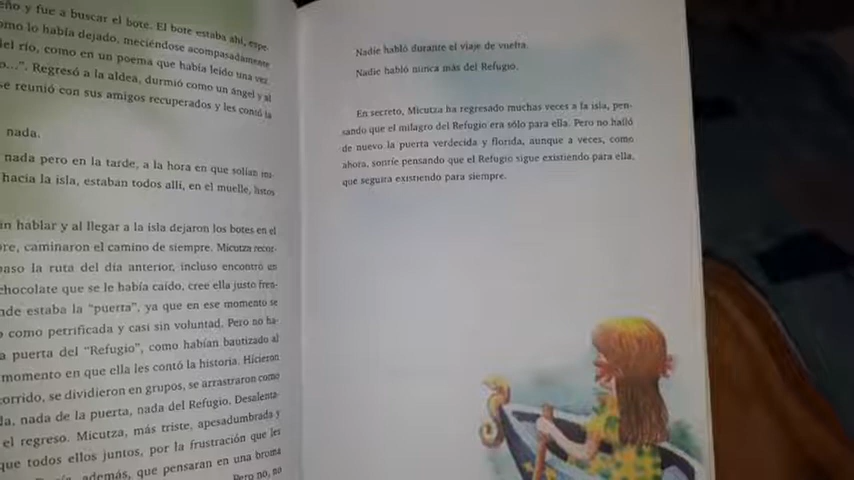 y fue a buscar el bote. El bote estaba ahí, espe-
lo había dejado, meciéndose acompasadamente
río, como en un poema que había leído una vez.
Regresó a la aldea, durmió como un ángel y al
se reunió con sus amigos recuperados y les contó la
nada.
nada pero en la tarde, a la hora en que solían
hacia la isla, estaban todos allí, en el muelle, listos
hablar y al llegar a la isla dejaron los botes en el
caminaron el camino de siempre. Micutza recor-
la ruta del día anterior, incluso encontró un
chocolate que se le había caído, cree ella justo fren-
estaba la “puerta”, ya que en ese momento se
como petrificada y casi sin voluntad. Pero no ha-
puerta del “Refugio”, como habían bautizado al
momento en que ella les contó la historia. Hicieron
se dividieron en grupos, se arrastraron como
nada de la puerta, nada del Refugio. Desalenta-
el regreso. Micutza, más triste, apesadumbrada y
que todos ellos juntos, por la frustración que
además, que pensaran en una broma
Pero no, no
Nadie habló durante el viaje de vuelta.
Nadie habló nunca más del Refugio.
En secreto, Micutza ha regresado muchas veces a la isla, pen-
sando que el milagro del Refugio era sólo para ella. Pero no halló
de nuevo la puerta verdecida y florida, aunque a veces, como
ahora, sonríe pensando que el Refugio sigue existiendo para ella,
que seguirá existiendo para siempre.